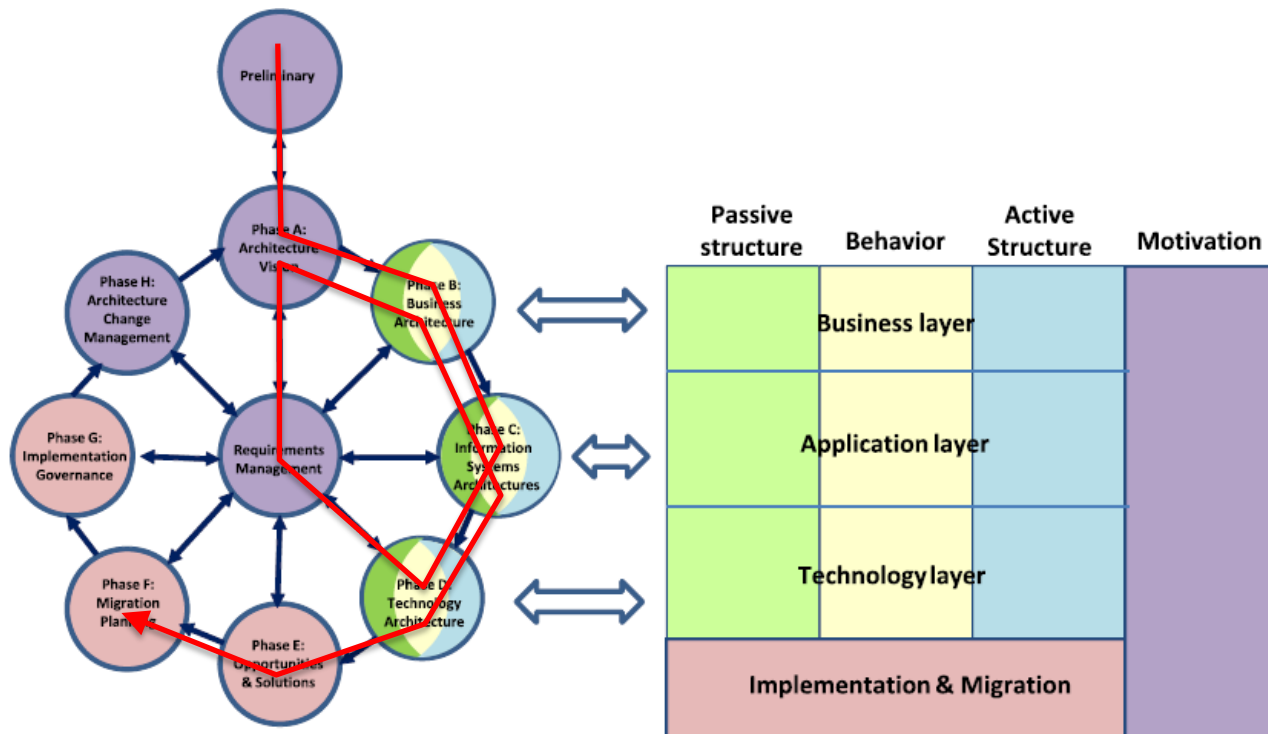 Preliminary
Phase A:
Architecture
Vision
Phase H:
Architecture
Change
Management
Phase B:
Business
Architecture
Phase G:
Implementation
Governance
Requirements
Management
Phase C:
Information
Systems
Architectures
Phase F:
Migration
Planning
Phase E:
Opportunities
& Solutions
Phase D:
Technology
Architecture
Passive
structure
Behavior
Active
Structure
Motivation
Business layer
Application layer
Technology layer
Implementation & Migration